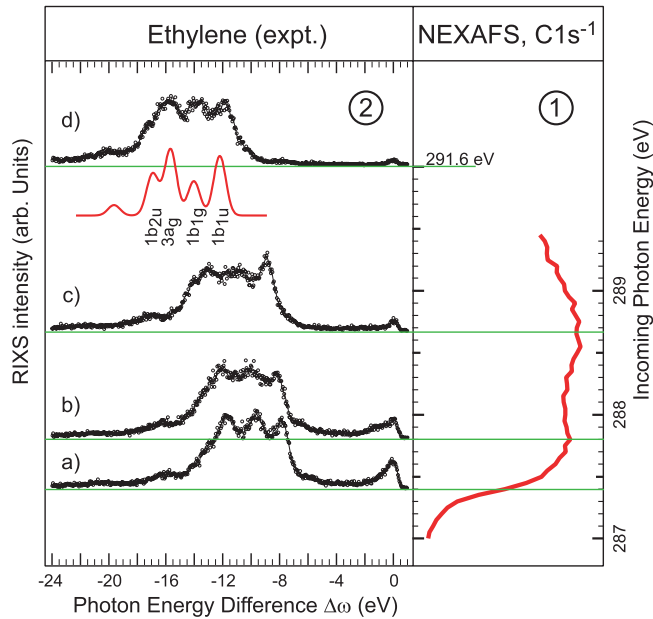 Ethylene (expt.)
NEXAFS, C1s⁻¹
2
1
d)
291.6 eV
1b2u
3ag
1b1g
1b1u
c)
b)
a)
RIXS intensity (arb. Units)
Incoming Photon Energy (eV)
289
288
287
-24 -20 -16 -12 -8 -4 0
Photon Energy Difference Δω (eV)